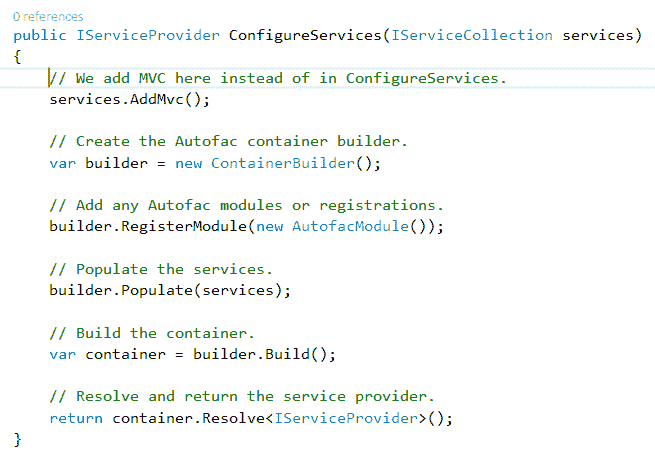 0 references
public IServiceProvider ConfigureServices(IServiceCollection services)
{
    // We add MVC here instead of in ConfigureServices.
    services.AddMvc();

    // Create the Autofac container builder.
    var builder = new ContainerBuilder();

    // Add any Autofac modules or registrations.
    builder.RegisterModule(new AutofacModule());

    // Populate the services.
    builder.Populate(services);

    // Build the container.
    var container = builder.Build();

    // Resolve and return the service provider.
    return container.Resolve<IServiceProvider>();
}